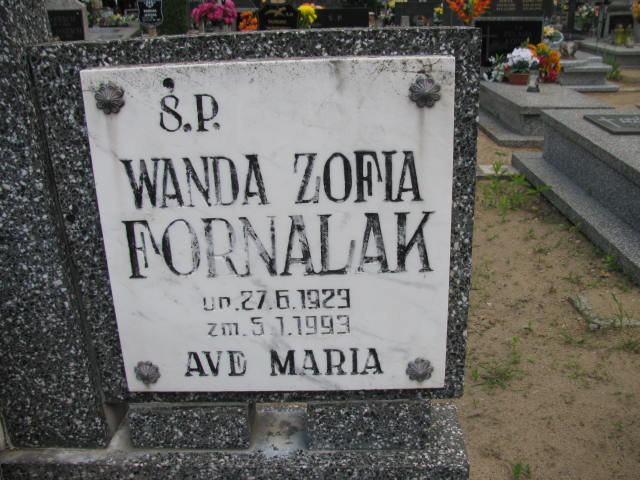 Ś.P.
WANDA ZOFIA
FORNALAK
ur. 27.6.1929
zm. 5.1.1993
AVE MARIA